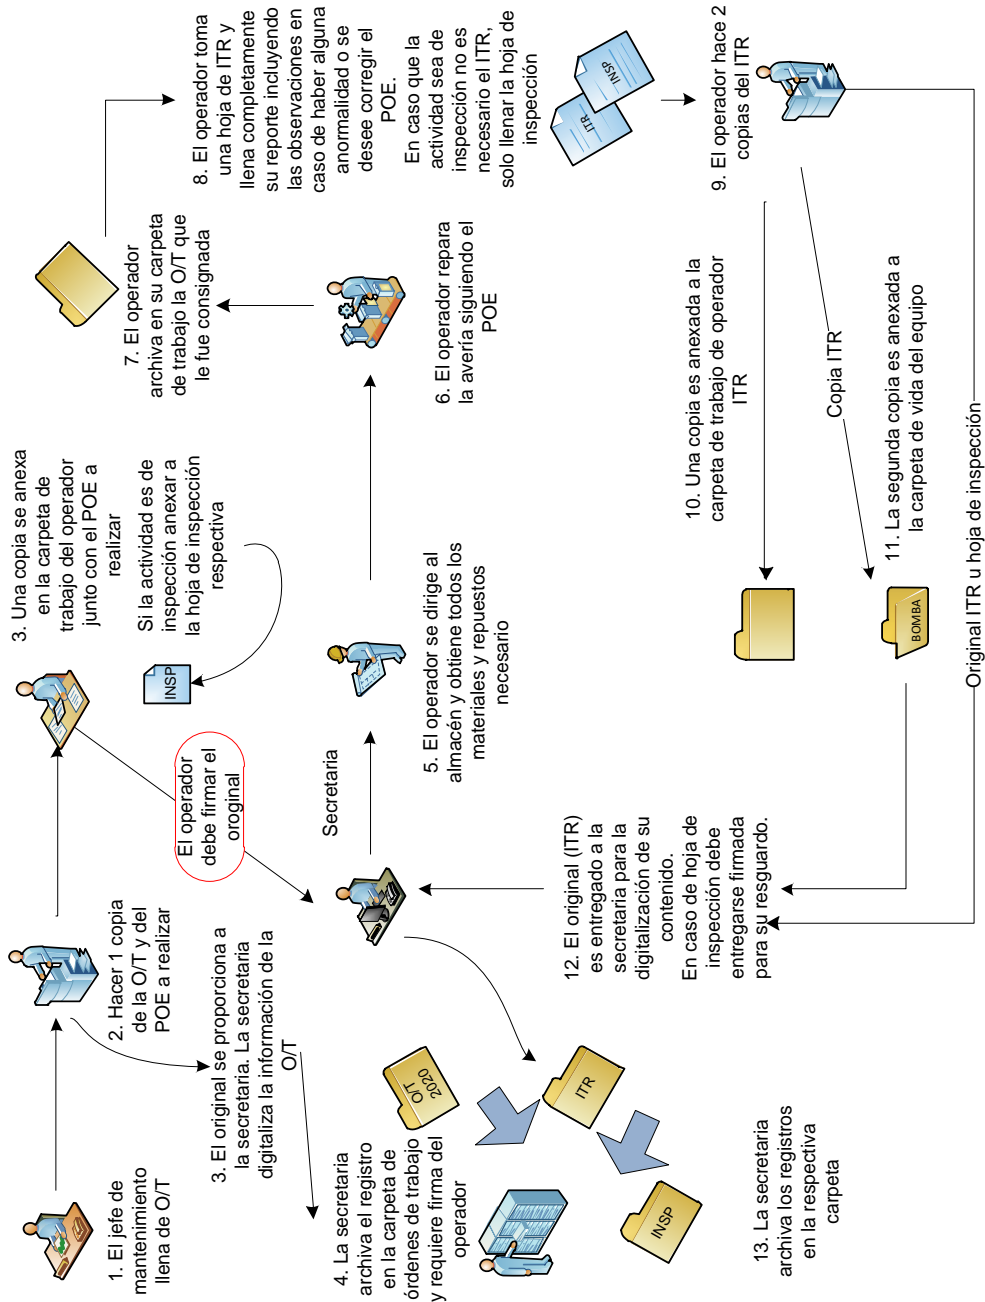 1. El jefe de
mantenimiento
llena de O/T
2. Hacer 1 copia
de la O/T y del
POE a realizar
3. Una copia se anexa
en la carpeta de
trabajo del operador
junto con el POE a
realizar
Si la actividad es de
inspección anexar a
la hoja de inspección
respectiva
INSP
3. El original se proporciona a
la secretaria. La secretaria
digitaliza la información de la
O/T
El operador
debe firmar el
oroginal
4. La secretaria
archiva el registro
en la carpeta de
órdenes de trabajo
y requiere firma del
operador
Secretaria
5. El operador se dirige al
almacén y obtiene todos los
materiales y repuestos
necesario
6. El operador repara
la avería siguiendo el
POE
7. El operador
archiva en su carpeta
de trabajo la O/T que
le fue consignada
8. El operador toma
una hoja de ITR y
llena completamente
su reporte incluyendo
las observaciones en
caso de haber alguna
anormalidad o se
desee corregir el
POE.
En caso que la
actividad sea de
inspección no es
necesario el ITR,
solo llenar la hoja de
inspección
ITR
INSP
9. El operador hace 2
copias del ITR
10. Una copia es anexada a la
carpeta de trabajo de operador
ITR
Copia ITR
11. La segunda copia es anexada a
la carpeta de vida del equipo
BOMBA
Original ITR u hoja de inspección
12. El original (ITR)
es entregado a la
secretaria para la
digitalización de su
contenido.
En caso de hoja de
inspección debe
entregarse firmada
para su resguardo.
O/T
2020
ITR
INSP
13. La secretaria
archiva los registros
en la respectiva
carpeta